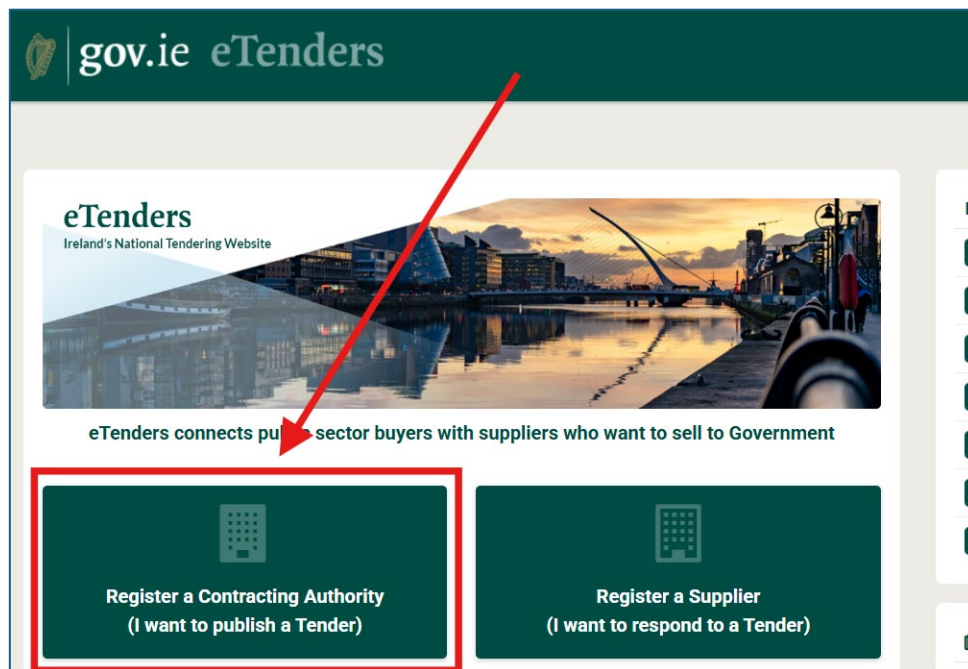 gov.ie eTenders
eTenders
Ireland's National Tendering Website
eTenders connects sector buyers with suppliers who want to sell to Government
Register a Contracting Authority
(I want to publish a Tender)
Register a Supplier
(I want to respond to a Tender)